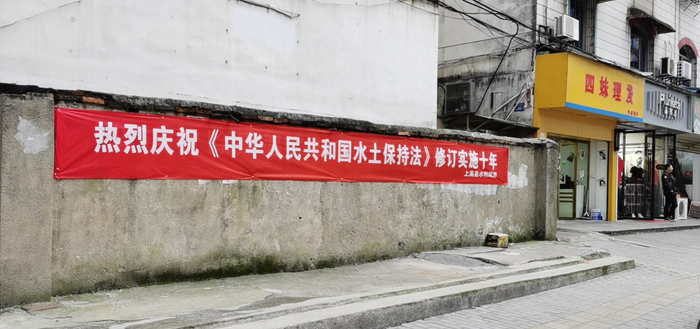 热烈庆祝《中华人民共和国水土保持法》修订实施十年
四妹理发